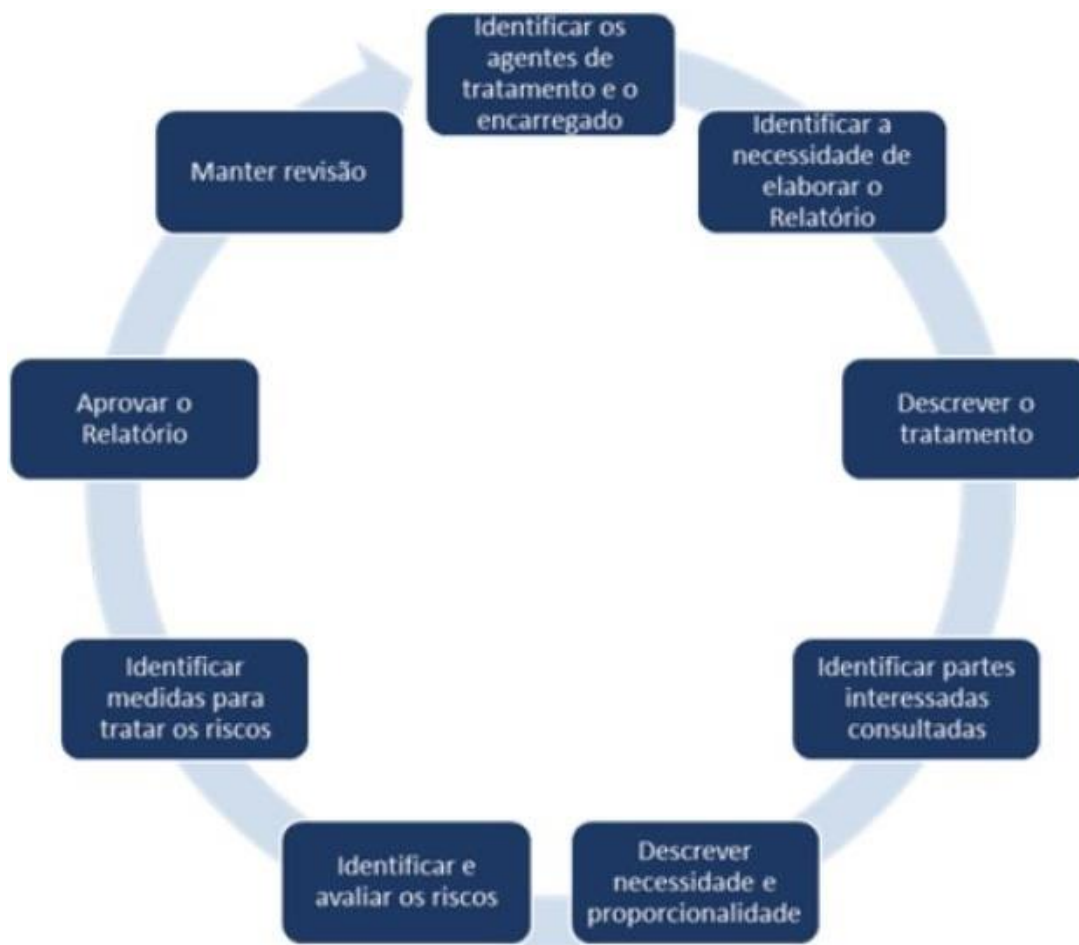 Identificar os
agentes de
tratamento e o
encarregado
Identificar a
necessidade de
elaborar o
Relatório
Descrever o
tratamento
Identificar partes
interessadas
consultadas
Descrever
necessidade e
proporcionalidade
Identificar e
avaliar os riscos
Identificar
medidas para
tratar os riscos
Aprovar o
Relatório
Manter revisão